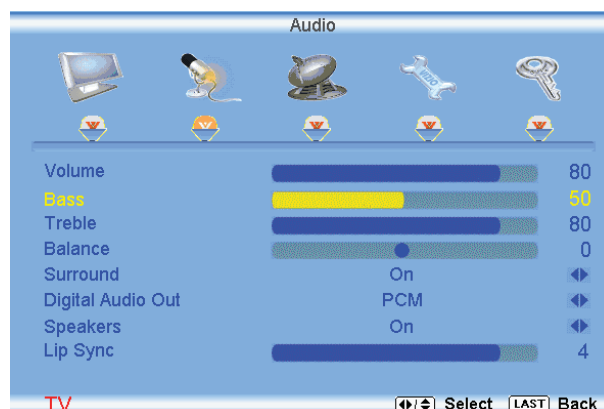 Audio
VIZIO
Volume 80
Bass 50
Treble 80
Balance 0
Surround On
Digital Audio Out PCM
Speakers On
Lip Sync 4
TV Select LAST Back